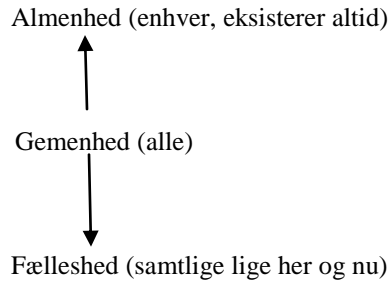 Almenhed (enhver, eksisterer altid)
Gemenhed (alle)
Fælleshed (samtlige lige her og nu)